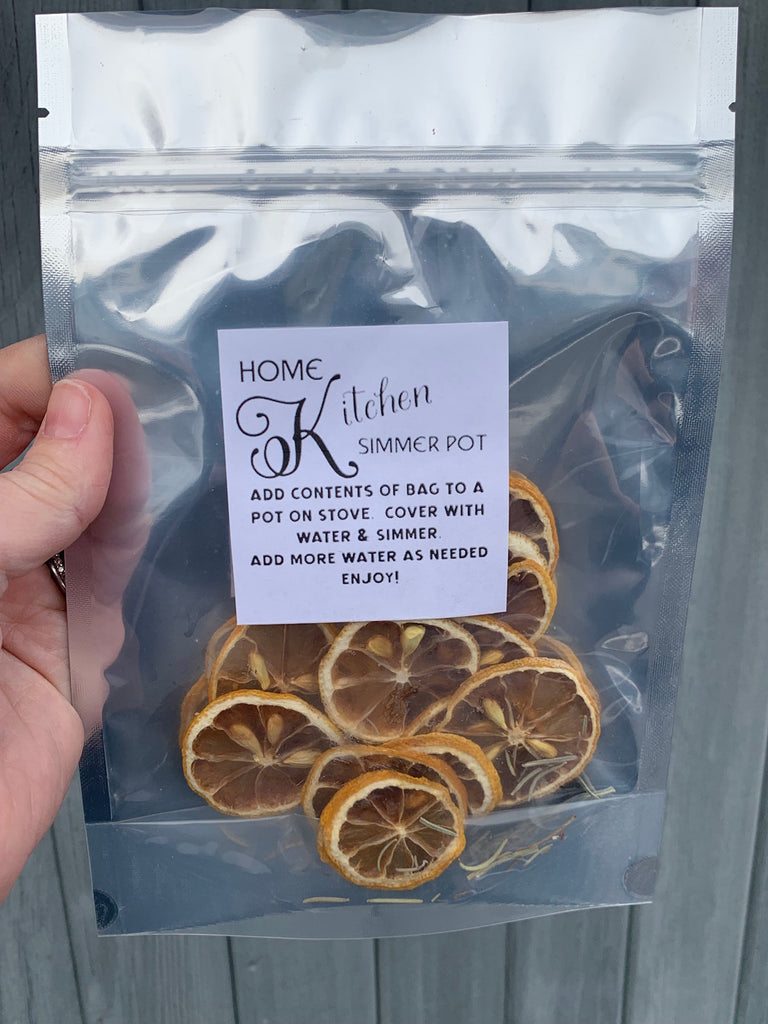 HOME
Kitchen
SIMMER POT
ADD CONTENTS OF BAG TO A
POT ON STOVE. COVER WITH
WATER & SIMMER.
ADD MORE WATER AS NEEDED
ENJOY!